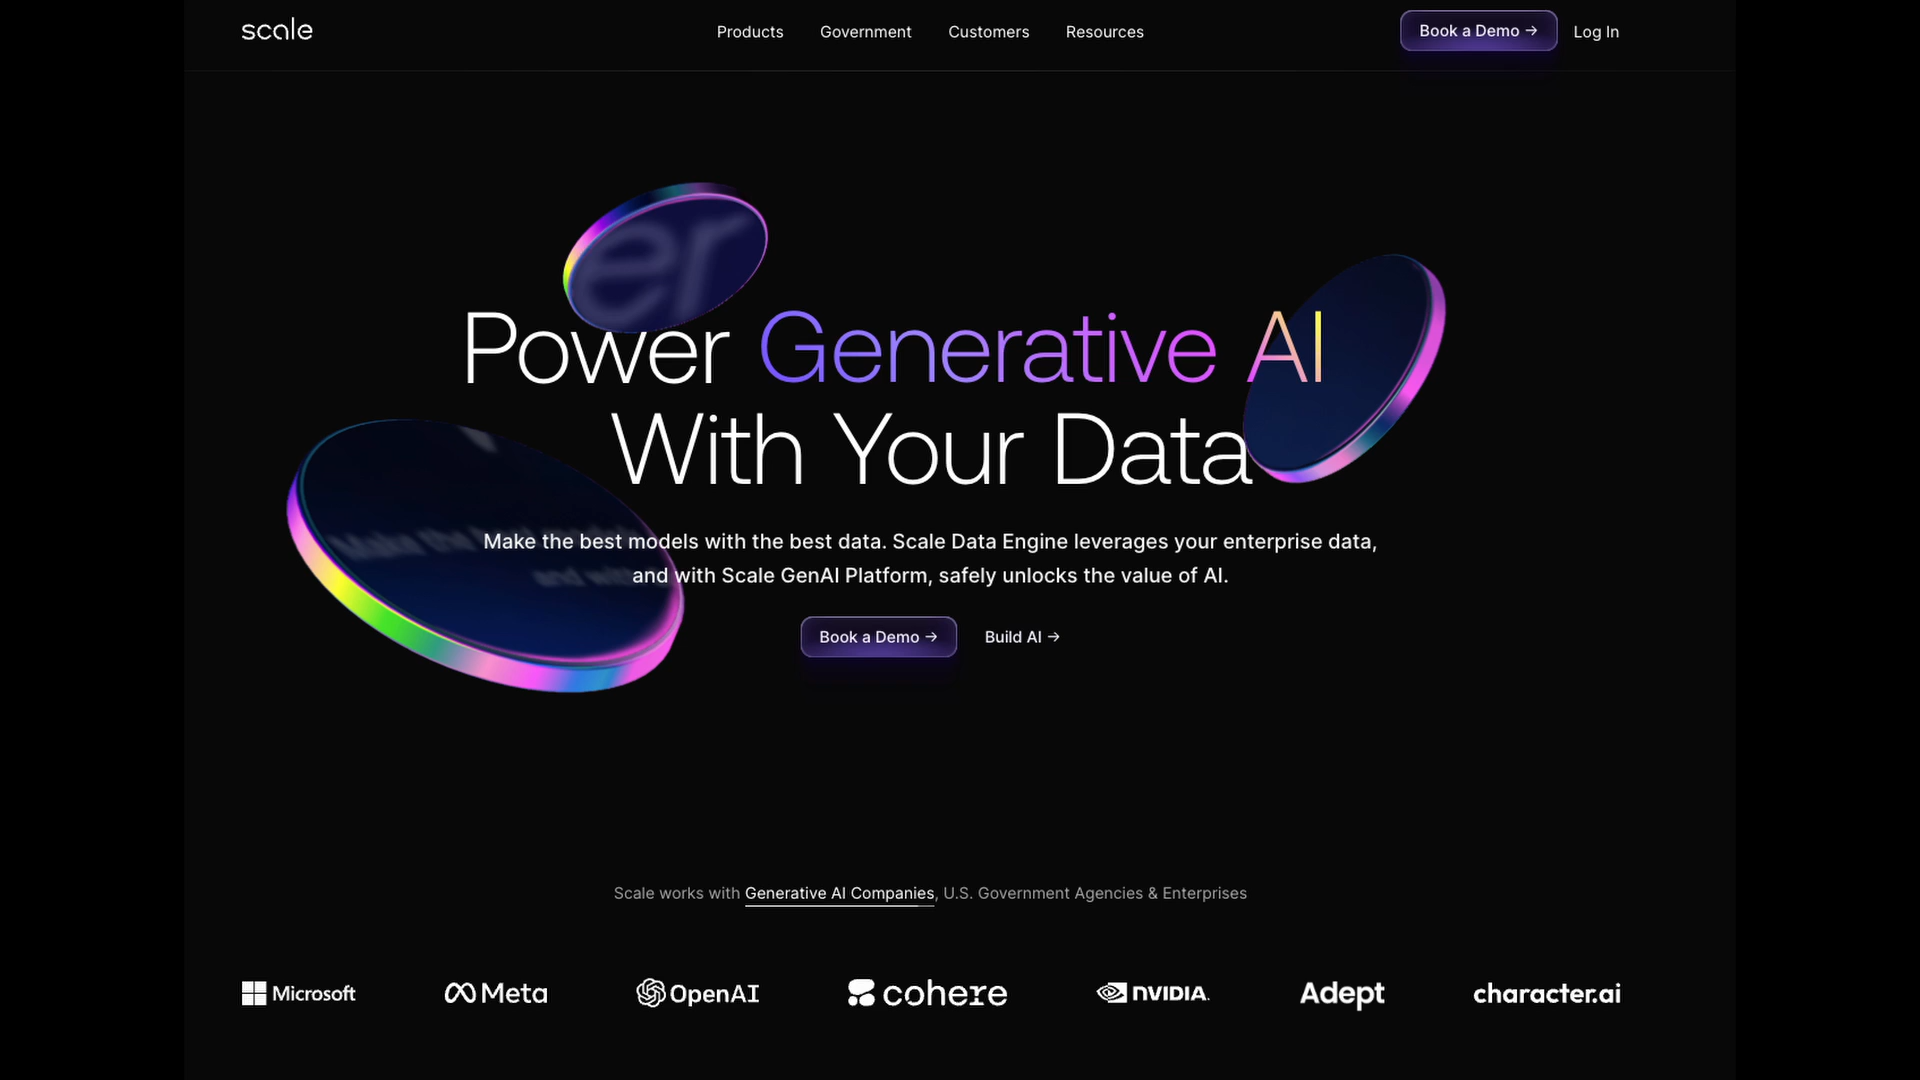 scale
Products Government Customers Resources
Book a Demo → Log In
er
Power Generative AI
With Your Data
Make the best models with the best data. Scale Data Engine leverages your enterprise data,
and with Scale GenAI Platform, safely unlocks the value of AI.
Book a Demo → Build AI →
Scale works with Generative AI Companies, U.S. Government Agencies & Enterprises
Microsoft Meta OpenAI cohere NVIDIA. Adept character.ai